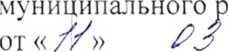 муниципального р
от « 11 » 03